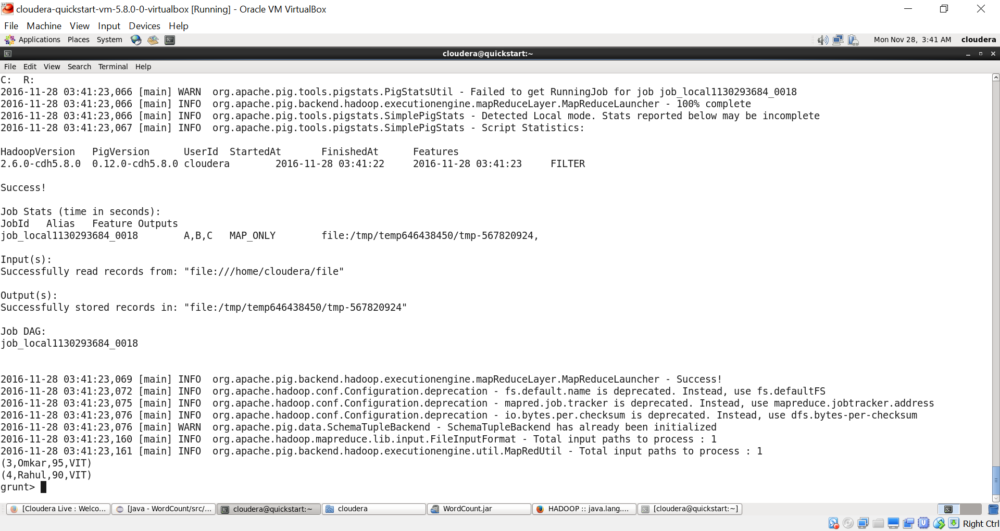 cloudera-quickstart-vm-5.8.0-0-virtualbox [Running] - Oracle VM VirtualBox
File Machine View Input Devices Help
Applications Places System Mon Nov 28, 3:41 AM cloudera
cloudera@quickstart:~
File Edit View Search Terminal Help
C:  R:
2016-11-28 03:41:23,066 [main] WARN  org.apache.pig.tools.pigstats.PigStatsUtil - Failed to get RunningJob for job job_local1130293684_0018
2016-11-28 03:41:23,066 [main] INFO  org.apache.pig.backend.hadoop.executionengine.mapReduceLayer.MapReduceLauncher - 100% complete
2016-11-28 03:41:23,066 [main] INFO  org.apache.pig.tools.pigstats.SimplePigStats - Detected Local mode. Stats reported below may be incomplete
2016-11-28 03:41:23,067 [main] INFO  org.apache.pig.tools.pigstats.SimplePigStats - Script Statistics:
HadoopVersion   PigVersion      UserId  StartedAt       FinishedAt      Features
2.6.0-cdh5.8.0  0.12.0-cdh5.8.0 cloudera        2016-11-28 03:41:22     2016-11-28 03:41:23     FILTER
Success!
Job Stats (time in seconds):
JobId   Alias   Feature Outputs
job_local1130293684_0018        A,B,C   MAP_ONLY        file:/tmp/temp646438450/tmp-567820924,
Input(s):
Successfully read records from: "file:///home/cloudera/file"
Output(s):
Successfully stored records in: "file:/tmp/temp646438450/tmp-567820924"
Job DAG:
job_local1130293684_0018
2016-11-28 03:41:23,069 [main] INFO  org.apache.pig.backend.hadoop.executionengine.mapReduceLayer.MapReduceLauncher - Success!
2016-11-28 03:41:23,072 [main] INFO  org.apache.hadoop.conf.Configuration.deprecation - fs.default.name is deprecated. Instead, use fs.defaultFS
2016-11-28 03:41:23,075 [main] INFO  org.apache.hadoop.conf.Configuration.deprecation - mapred.job.tracker is deprecated. Instead, use mapreduce.jobtracker.address
2016-11-28 03:41:23,076 [main] INFO  org.apache.hadoop.conf.Configuration.deprecation - io.bytes.per.checksum is deprecated. Instead, use dfs.bytes-per-checksum
2016-11-28 03:41:23,076 [main] WARN  org.apache.pig.data.SchemaTupleBackend - SchemaTupleBackend has already been initialized
2016-11-28 03:41:23,160 [main] INFO  org.apache.hadoop.mapreduce.lib.input.FileInputFormat - Total input paths to process : 1
2016-11-28 03:41:23,161 [main] INFO  org.apache.pig.backend.hadoop.executionengine.util.MapRedUtil - Total input paths to process : 1
(3,Omkar,95,VIT)
(4,Rahul,90,VIT)
grunt>
[Cloudera Live : Welco... [Java - WordCount/src/... cloudera@quickstart:~ cloudera WordCount.jar HADOOP :: java.lang.... [cloudera@quickstart:~]
Right Ctrl